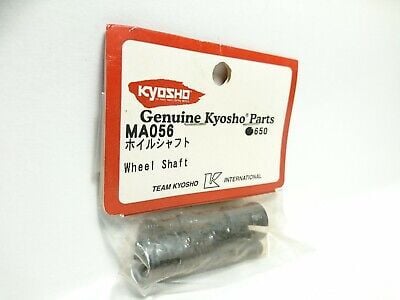 KYOSHO
Genuine Kyosho® Parts
MA056
650
ホイルシャフト
Wheel Shaft
TEAM KYOSHO K INTERNATIONAL